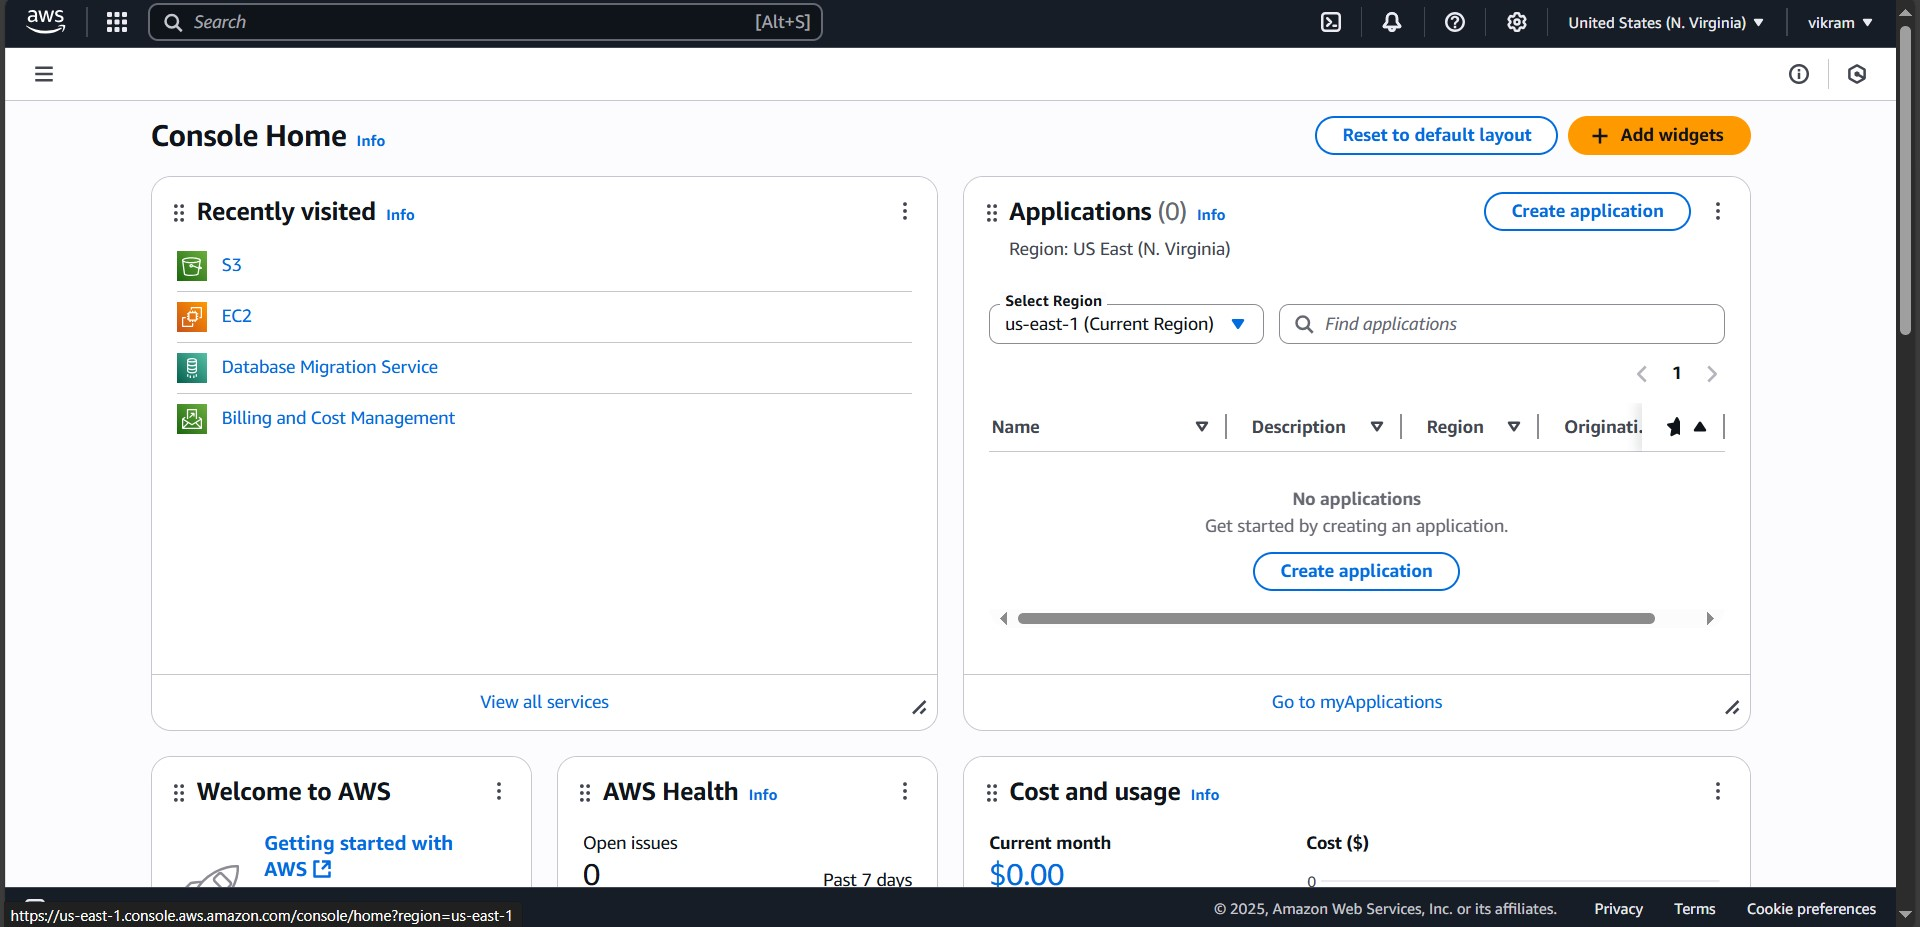 aws
Search [Alt+S]
United States (N. Virginia)
vikram
Console Home Info
Reset to default layout
Add widgets
Recently visited Info
S3
EC2
Database Migration Service
Billing and Cost Management
View all services
Applications (0) Info
Create application
Region: US East (N. Virginia)
Select Region
us-east-1 (Current Region)
Find applications
1
Name Description Region Originati.
No applications
Get started by creating an application.
Create application
Go to myApplications
Welcome to AWS
Getting started with
AWS
AWS Health Info
Open issues
0
Past 7 days
Cost and usage Info
Current month
$0.00
Cost ($)
0
https://us-east-1.console.aws.amazon.com/console/home?region=us-east-1
© 2025, Amazon Web Services, Inc. or its affiliates. Privacy Terms Cookie preferences